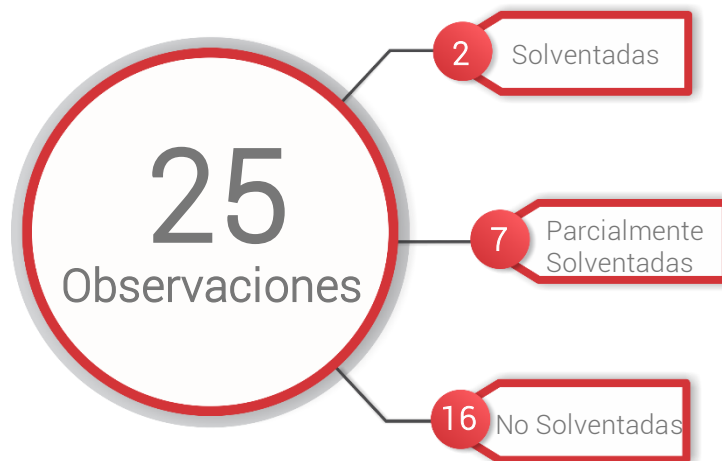 25
Observaciones
2
Solventadas
7
Parcialmente
Solventadas
16
No Solventadas